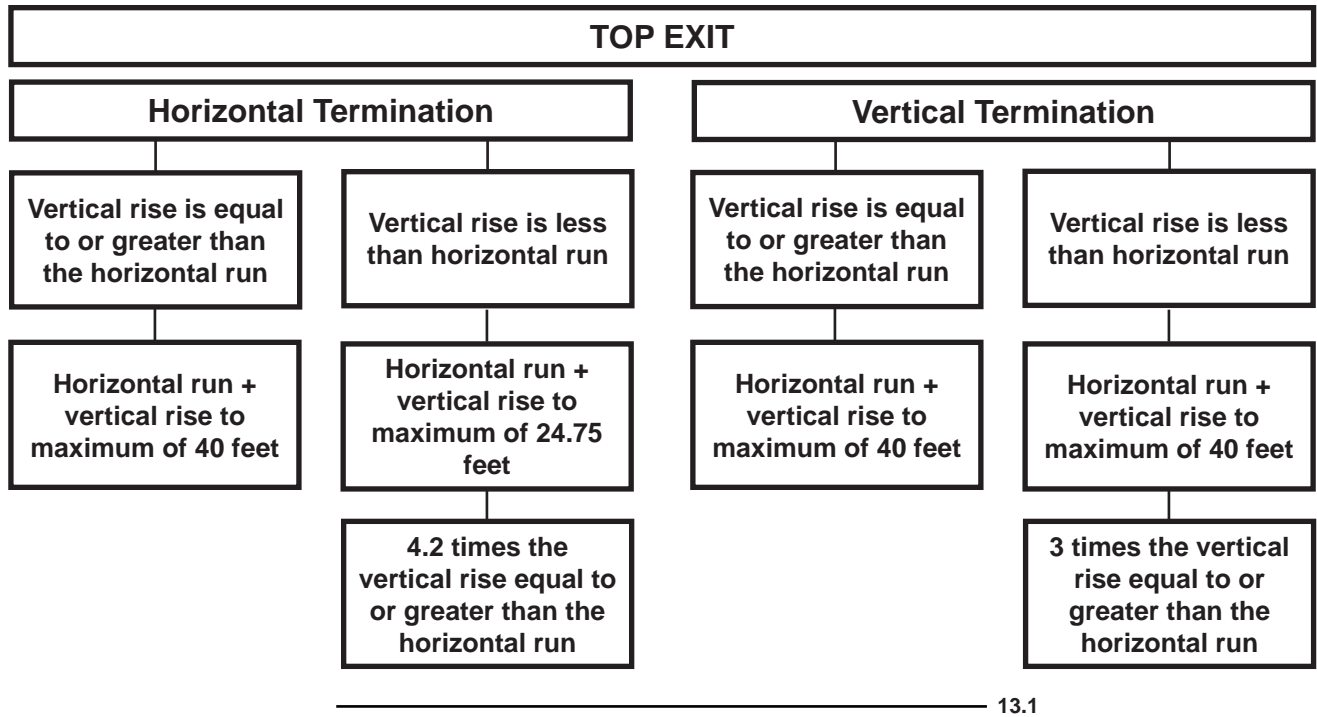 TOP EXIT
Horizontal Termination
Vertical rise is equal
to or greater than
the horizontal run
Horizontal run +
vertical rise to
maximum of 40 feet
Vertical rise is less
than horizontal run
Horizontal run +
vertical rise to
maximum of 24.75
feet
4.2 times the
vertical rise equal to
or greater than the
horizontal run
Vertical Termination
Vertical rise is equal
to or greater than
the horizontal run
Horizontal run +
vertical rise to
maximum of 40 feet
Vertical rise is less
than horizontal run
Horizontal run +
vertical rise to
maximum of 40 feet
3 times the vertical
rise equal to or
greater than the
horizontal run
13.1